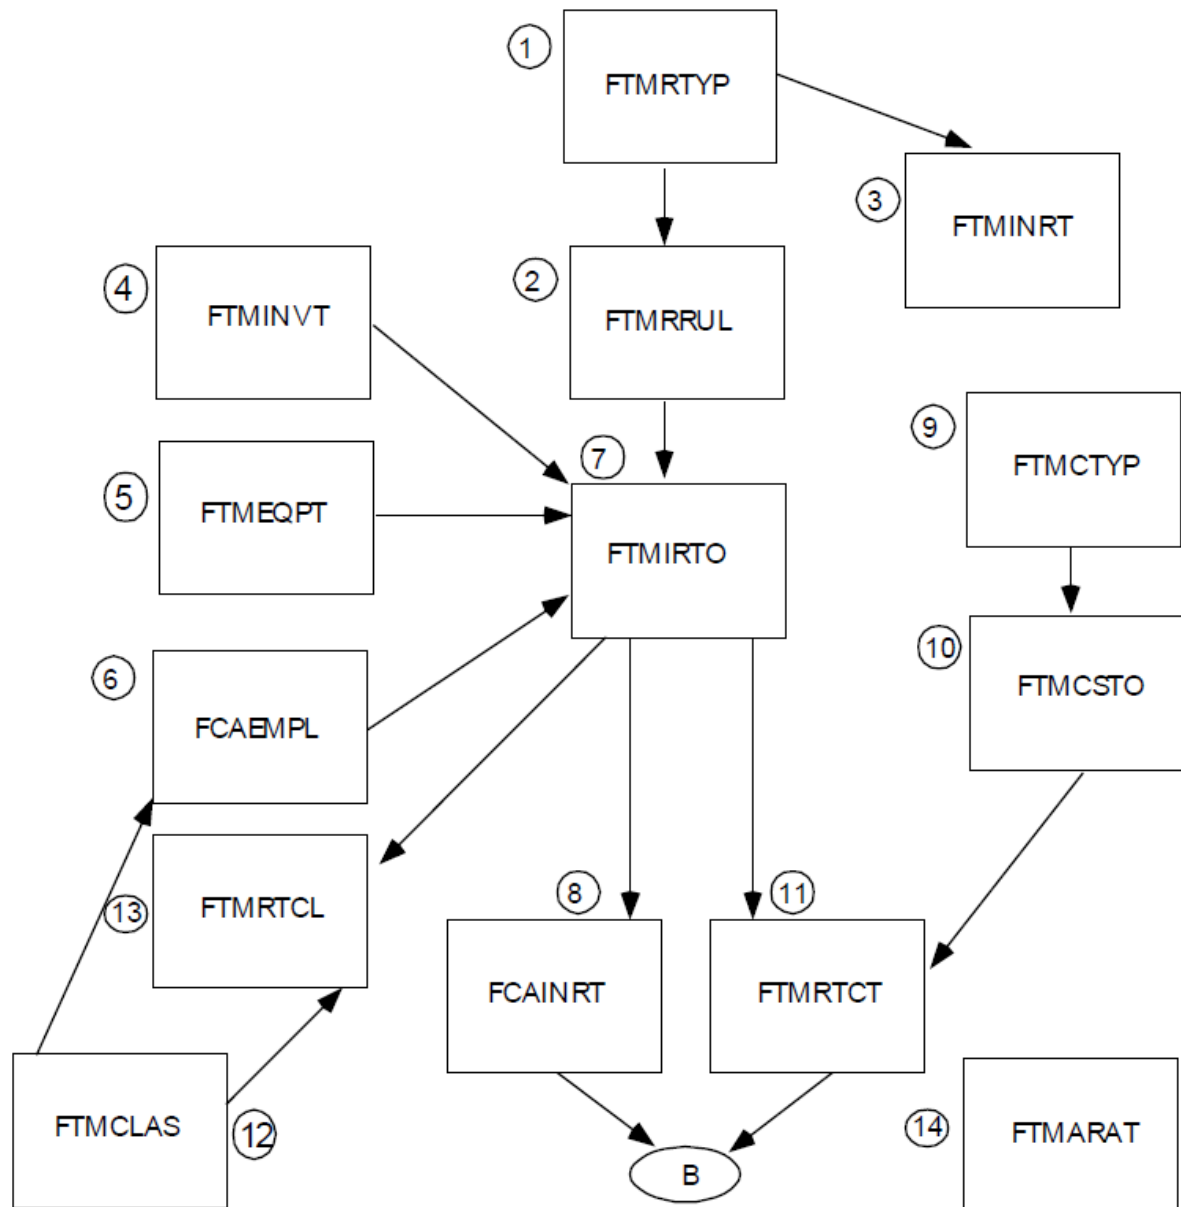 1
FTMRTYP
3
FTMINRT
4
FTMINVT
2
FTMRRUL
9
FTMCTYP
5
FTMEQPT
7
FTMIRTO
10
FTMCSTO
6
FCAEMPL
13
FTMRTCL
8
FCAINRT
11
FTMRTCT
FTMCLAS
12
B
14
FTMARAT